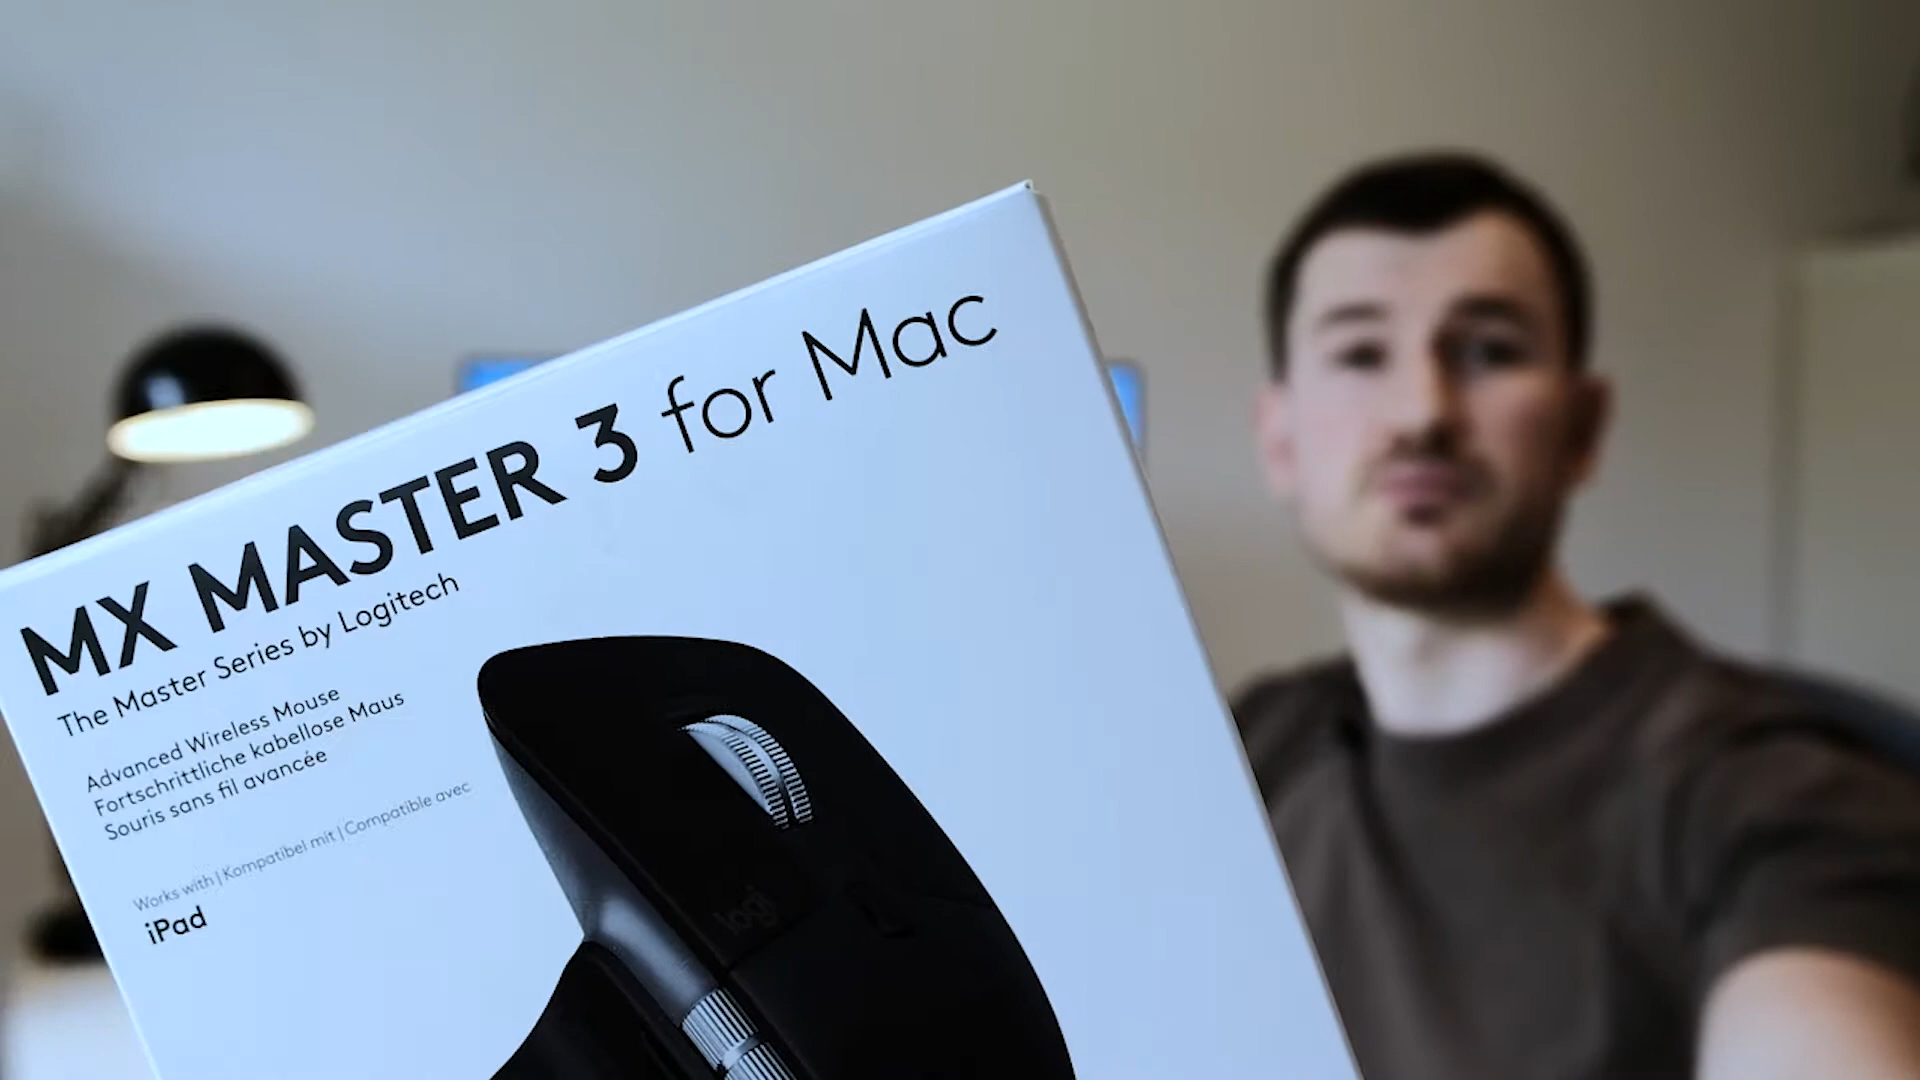 MX MASTER 3 for Mac
The Master Series by Logitech
Advanced Wireless Mouse
Fortschrittliche kabellose Maus
Souris sans fil avancée
Works with | Kompatibel mit | Compatible avec
iPad
logi